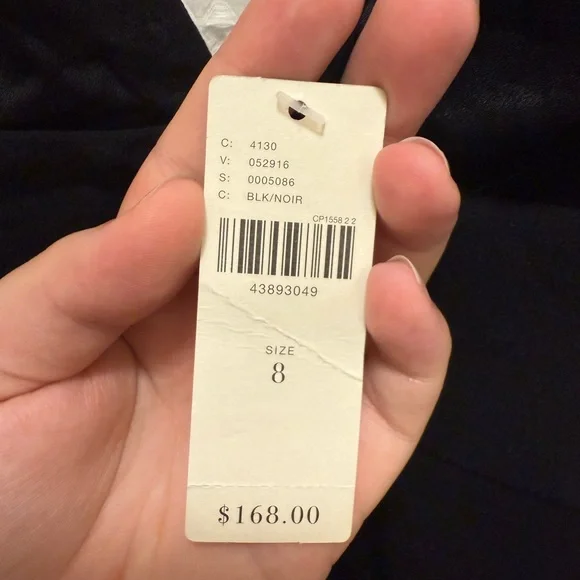 C: 4130
V: 052916
S: 0005086
C: BLK/NOIR
CP1558 2 2
43893049
SIZE
8
$168.00